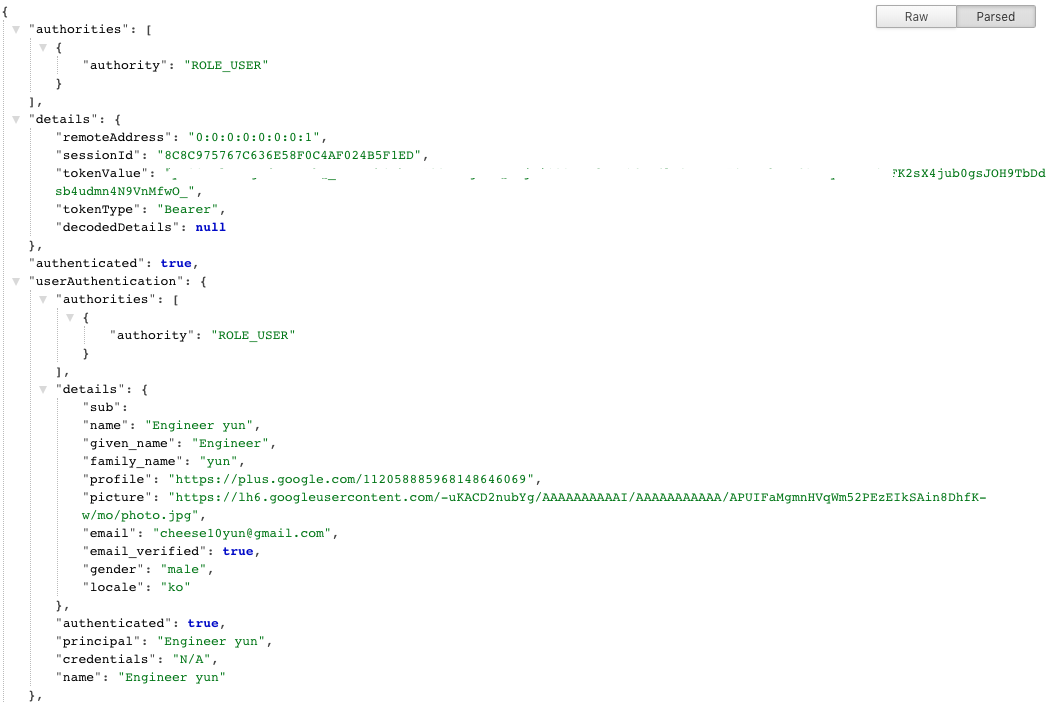 {
Raw Parsed
"authorities": [
{
"authority": "ROLE_USER"
}
],
"details": {
"remoteAddress": "0:0:0:0:0:0:0:1",
"sessionId": "8C8C975767C636E58F0C4AF024B5F1ED",
"tokenValue": FK2sX4jub0gsJOH9TbDd
sb4udmn4N9VnMfwO_",
"tokenType": "Bearer",
"decodedDetails": null
},
"authenticated": true,
"userAuthentication": {
"authorities": [
{
"authority": "ROLE_USER"
}
],
"details": {
"sub":
"name": "Engineer yun",
"given_name": "Engineer",
"family_name": "yun",
"profile": "https://plus.google.com/112058885968148646069",
"picture": "https://lh6.googleusercontent.com/-uKACD2nubYg/AAAAAAAAAAI/AAAAAAAAAAA/APUIFaMgmnHVqWm52PEzEIkSAin8DhfK-
w/mo/photo.jpg",
"email": "cheese10yun@gmail.com",
"email_verified": true,
"gender": "male",
"locale": "ko"
},
"authenticated": true,
"principal": "Engineer yun",
"credentials": "N/A",
"name": "Engineer yun"
},